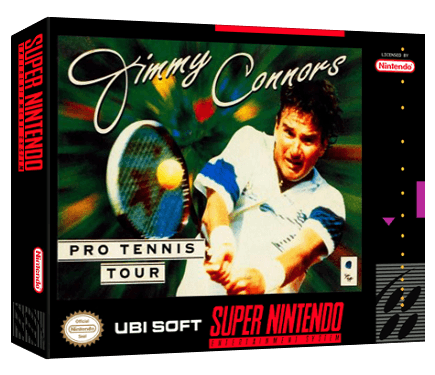 SUPER NINTENDO
ENTERTAINMENT SYSTEM
Nintendo
Jimmy Connors
PRO TENNIS
TOUR
LICENSED BY
Nintendo
Official
Nintendo
Seal
UBI SOFT
SUPER NINTENDO
ENTERTAINMENT SYSTEM